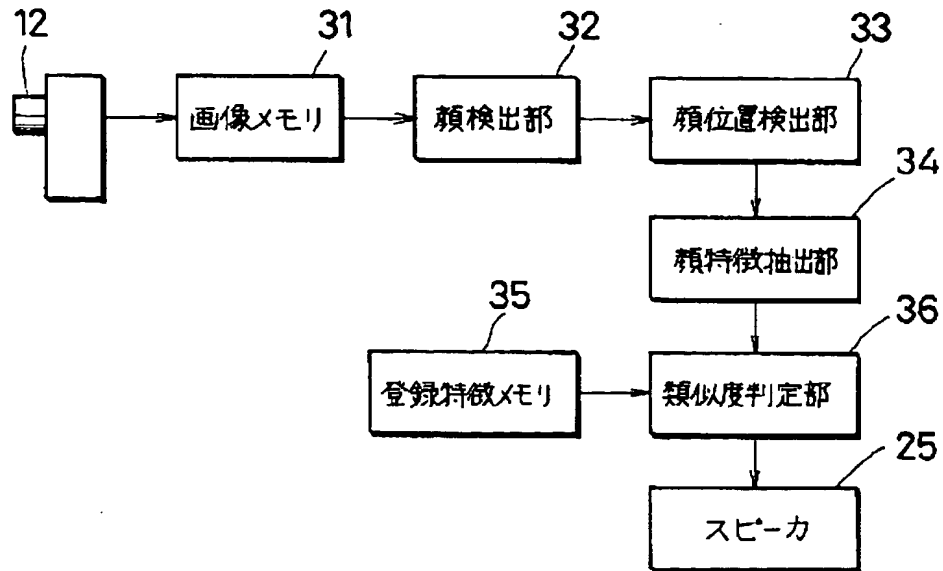 12
31
32
33
画像メモリ
顔検出部
顔位置検出部
34
顔特徴抽出部
35
36
登録特徴メモリ
類似度判定部
25
スピーカ